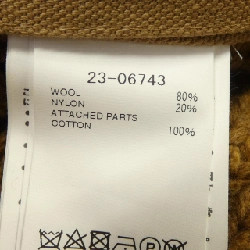 23-06743
WOOL 80%
NYLON 20%
ATTACHED PARTS
COTTON 100%